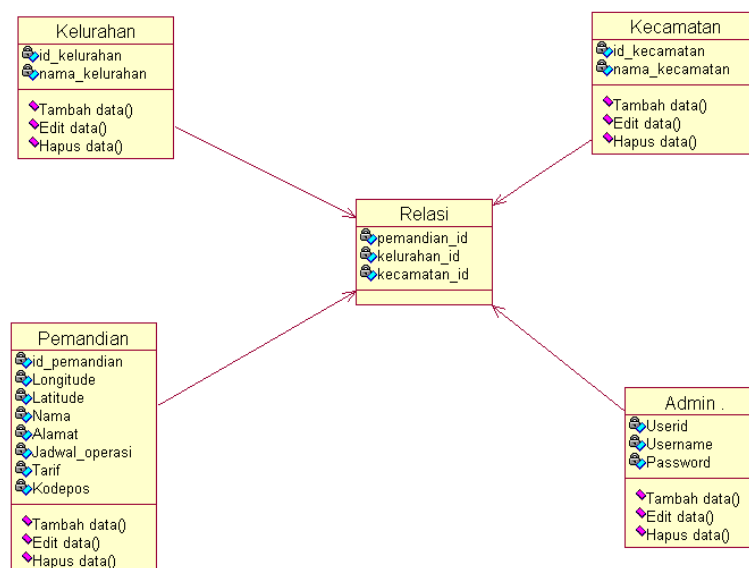 Kelurahan
id_kelurahan
nama_kelurahan
Tambah data()
Edit data()
Hapus data()
Kecamatan
id_kecamatan
nama_kecamatan
Tambah data()
Edit data()
Hapus data()
Relasi
pemandian_id
kelurahan_id
kecamatan_id
Pemandian
id_pemandian
Longitude
Latitude
Nama
Alamat
Jadwal_operasi
Tarif
Kodepos
Tambah data()
Edit data()
Hapus data()
Admin .
Userid
Username
Password
Tambah data()
Edit data()
Hapus data()